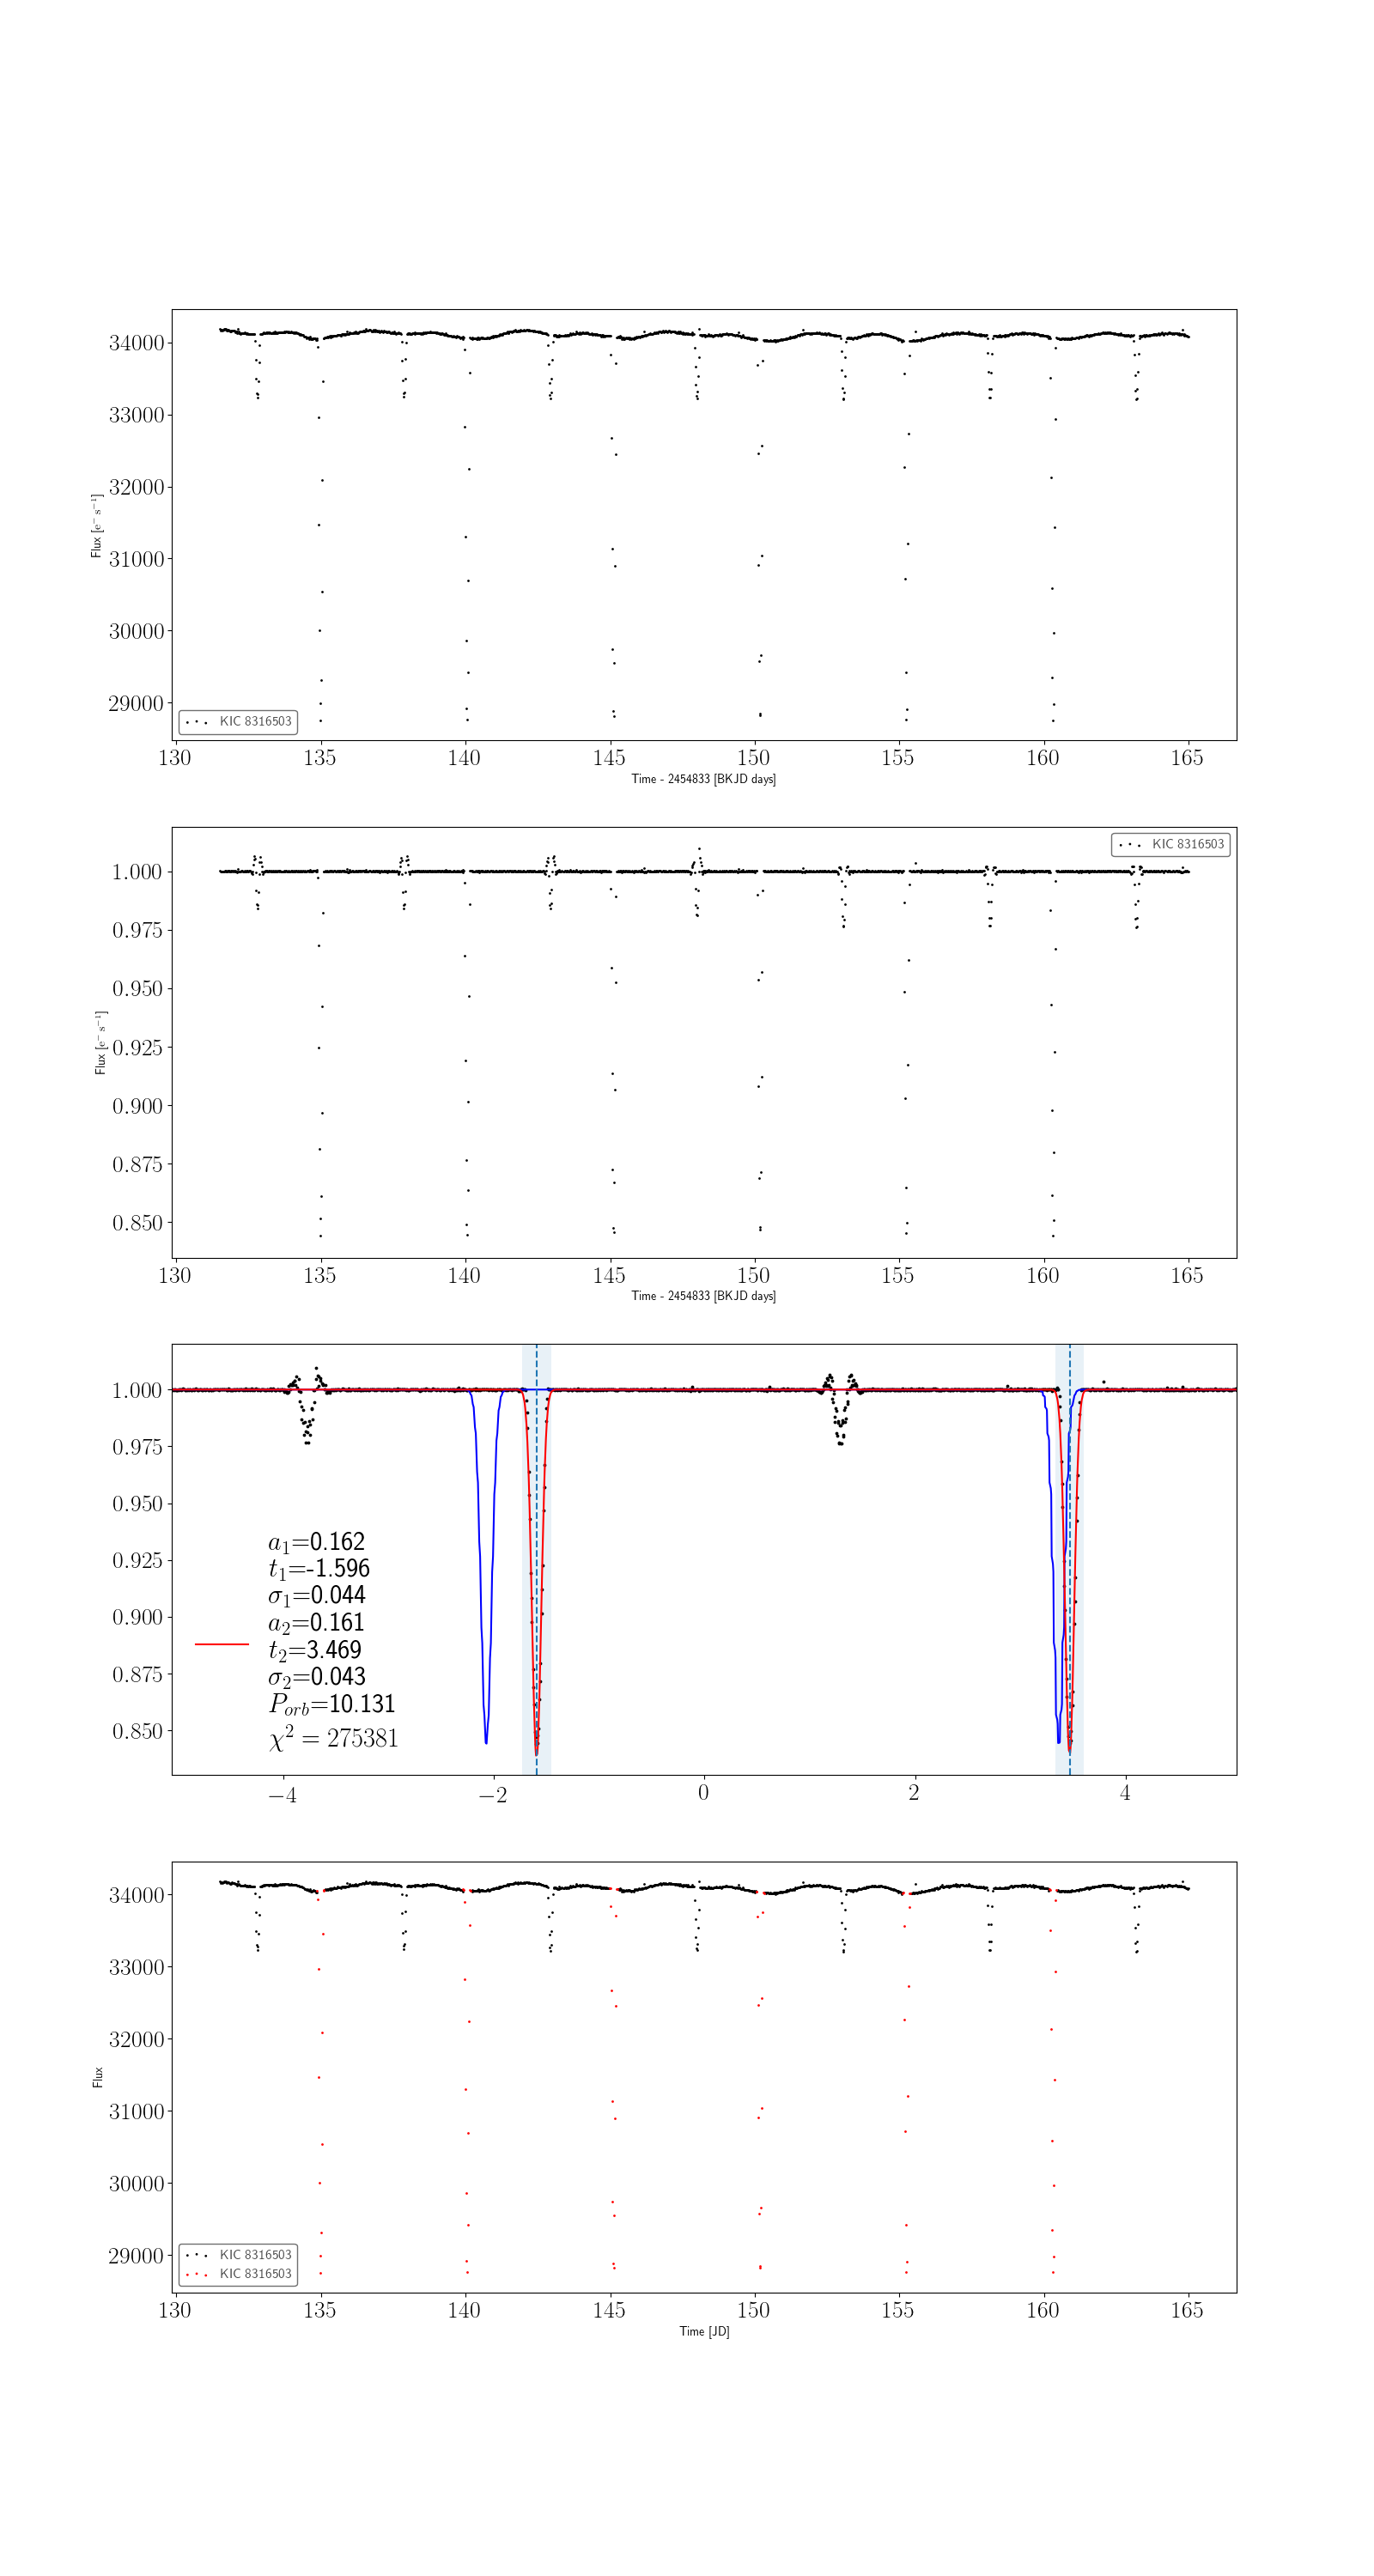 34000
33000
32000
31000
30000
29000
Flux [e⁻ s⁻¹]
KIC 8316503
130 135 140 145 150 155 160 165
Time - 2454833 [BKJD days]
KIC 8316503
1.000
0.975
0.950
0.925
0.900
0.875
0.850
Flux [e⁻ s⁻¹]
130 135 140 145 150 155 160 165
Time - 2454833 [BKJD days]
1.000
0.975
0.950
0.925
0.900
0.875
0.850
a₁=0.162
t₁=-1.596
σ₁=0.044
a₂=0.161
t₂=3.469
σ₂=0.043
P_orb=10.131
χ² = 275381
−4 −2 0 2 4
34000
33000
32000
31000
30000
29000
Flux
KIC 8316503
KIC 8316503
130 135 140 145 150 155 160 165
Time [JD]